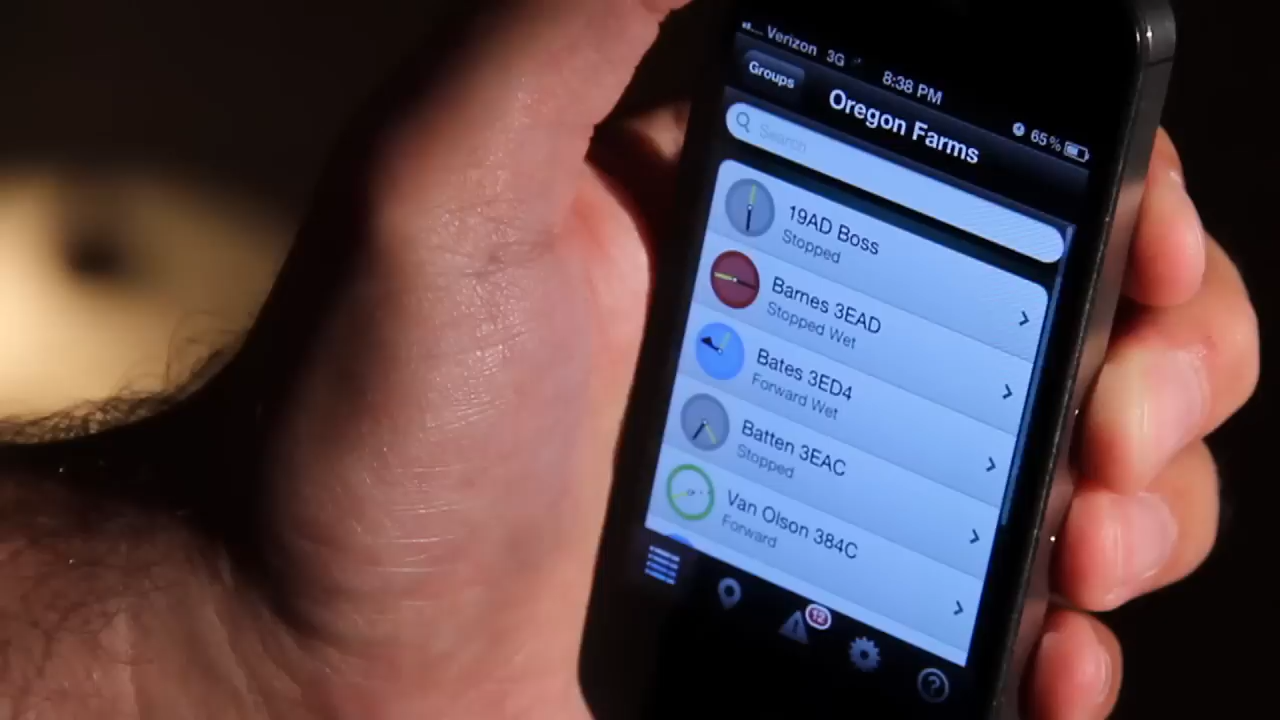 Verizon 3G 8:38 PM 65%
Groups
Oregon Farms
Search
19AD Boss
Stopped
Barnes 3EAD
Stopped Wet
Bates 3ED4
Forward Wet
Batten 3EAC
Stopped
Van Olson 384C
Forward
12
?